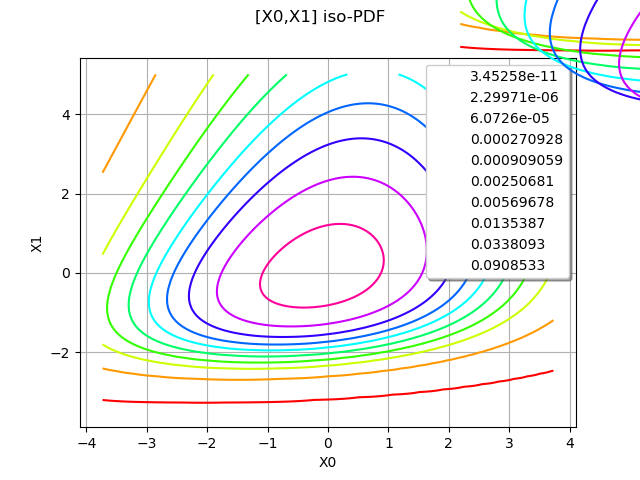 [X0,X1] iso-PDF
3.45258e-11
2.29971e-06
6.0726e-05
0.000270928
0.000909059
0.00250681
0.00569678
0.0135387
0.0338093
0.0908533
4
2
0
−2
X1
−4 −3 −2 −1 0 1 2 3 4
X0